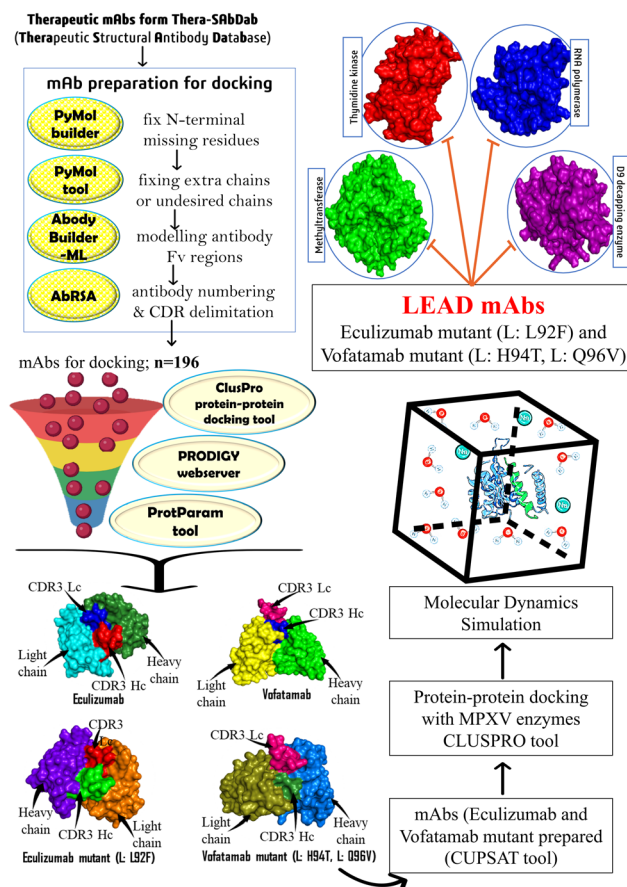 Therapeutic mAbs form Thera-SAbDab
(Therapeutic Structural Antibody Database)
mAb preparation for docking
PyMol
builder
fix N-terminal
missing residues
PyMol
tool
fixing extra chains
or undesired chains
Abody
Builder
-ML
modelling antibody
Fv regions
AbRSA
antibody numbering
& CDR delimitation
mAbs for docking; n=196
ClusPro
protein-protein
docking tool
PRODIGY
webserver
ProtParam
tool
CDR3 Lc
Light
chain
CDR3 Hc
Heavy
chain
Eculizumab
CDR3 Lc
CDR3 Hc
Light
chain
Heavy
chain
Vofatamab
CDR3
Lc
Heavy
chain
CDR3 Hc
Light
chain
Eculizumab mutant (L: L92F)
CDR3 Lc
Light
chain
CDR3 Hc
Heavy
chain
Vofatamab mutant (L: H94T, L: Q96V)
Thymidine kinase
RNA polymerase
Methyltransferase
D9 decapping enzyme
LEAD mAbs
Eculizumab mutant (L: L92F) and
Vofatamab mutant (L: H94T, L: Q96V)
Molecular Dynamics
Simulation
Protein-protein docking
with MPXV enzymes
CLUSPRO tool
mAbs (Eculizumab and
Vofatamab mutant prepared
(CUPSAT tool)